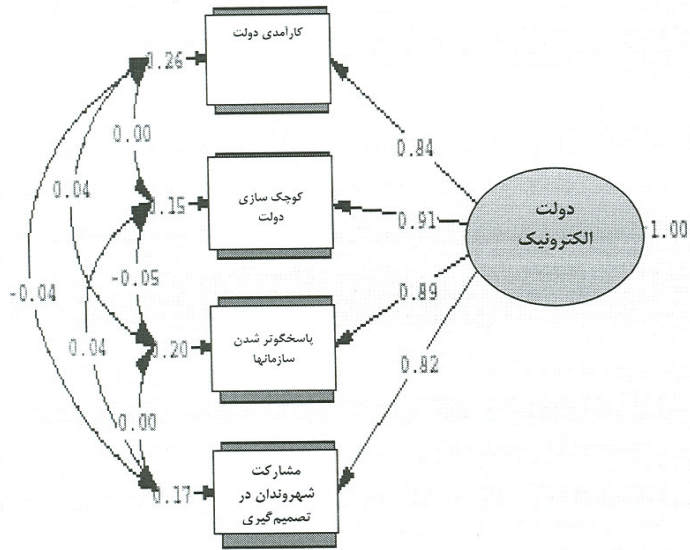 کارآمدی دولت
0.26
0.84
0.00
0.04
کوچک سازی
دولت
0.15
0.91
دولت
الکترونیک
1.00
-0.05
-0.04
0.89
پاسخگوتر شدن
سازمانها
0.20
0.04
0.82
0.00
مشارکت
شهروندان در
تصمیم‌گیری
0.17